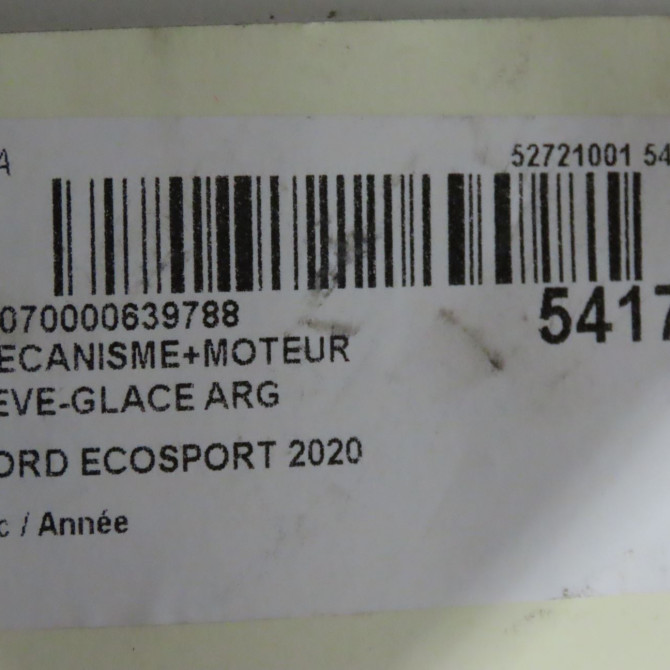 A
52721001 54
070000639788
5417
ECANISME+MOTEUR
EVE-GLACE ARG
ORD ECOSPORT 2020
c / Année